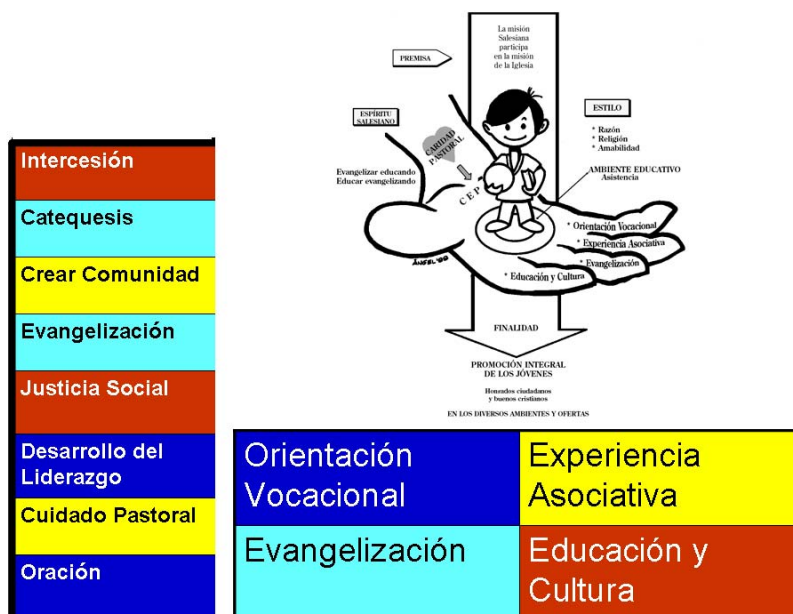 Intercesión
Catequesis
Crear Comunidad
Evangelización
Justicia Social
Desarrollo del
Liderazgo
Cuidado Pastoral
Oración
La misión
Salesiana
participa
en la misión
de la Iglesia
PREMISA
ESPÍRITU
SALESIANO
CARIDAD
PASTORAL
ESTILO
* Razón
* Religión
* Amabilidad
Evangelizar educando
Educar evangelizando
C E P
AMBIENTE EDUCATIVO
Asistencia
* Orientación Vocacional
* Experiencia Asociativa
* Evangelización
* Educación y Cultura
FINALIDAD
PROMOCIÓN INTEGRAL
DE LOS JÓVENES
Honrados ciudadanos
y buenos cristianos
EN LOS DIVERSOS AMBIENTES Y OFERTAS
Orientación
Vocacional
Experiencia
Asociativa
Evangelización
Educación y
Cultura